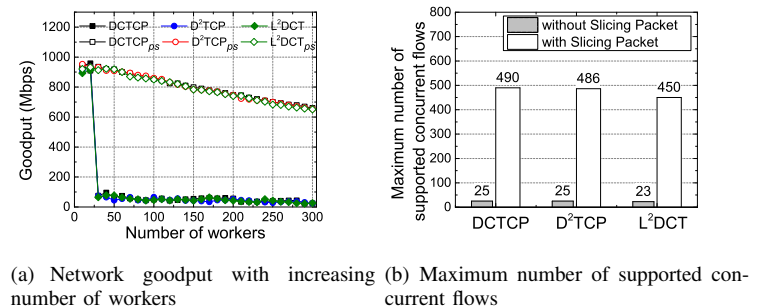 DCTCP D²TCP L²DCT
DCTCPps D²TCPps L²DCTps
1200
1000
800
600
400
200
0
Goodput (Mbps)
0 50 100 150 200 250 300
Number of workers
without Slicing Packet
with Slicing Packet
800
700
600
500
400
300
200
100
0
Maximum number of
supported concurrent flows
490 486 450
25 25 23
DCTCP D²TCP L²DCT
(a) Network goodput with increasing
number of workers
(b) Maximum number of supported con-
current flows